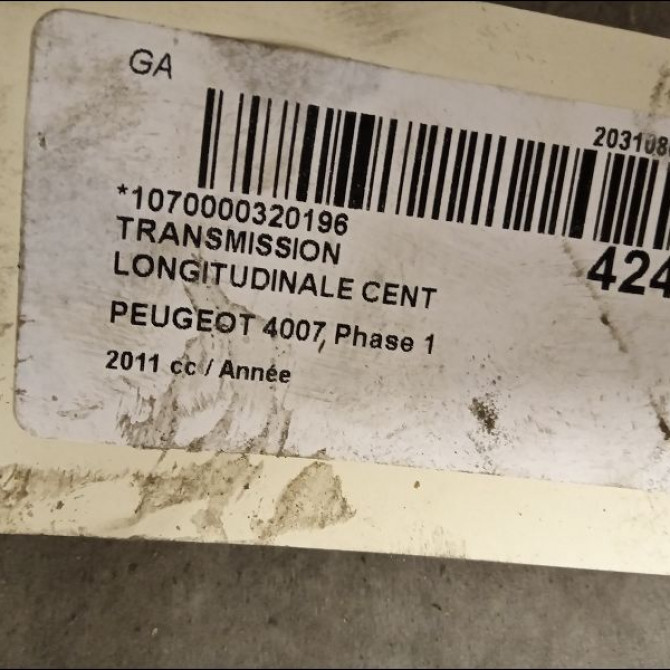 GA
203108
*1070000320196
TRANSMISSION
424
LONGITUDINALE CENT
PEUGEOT 4007, Phase 1
2011 cc / Année